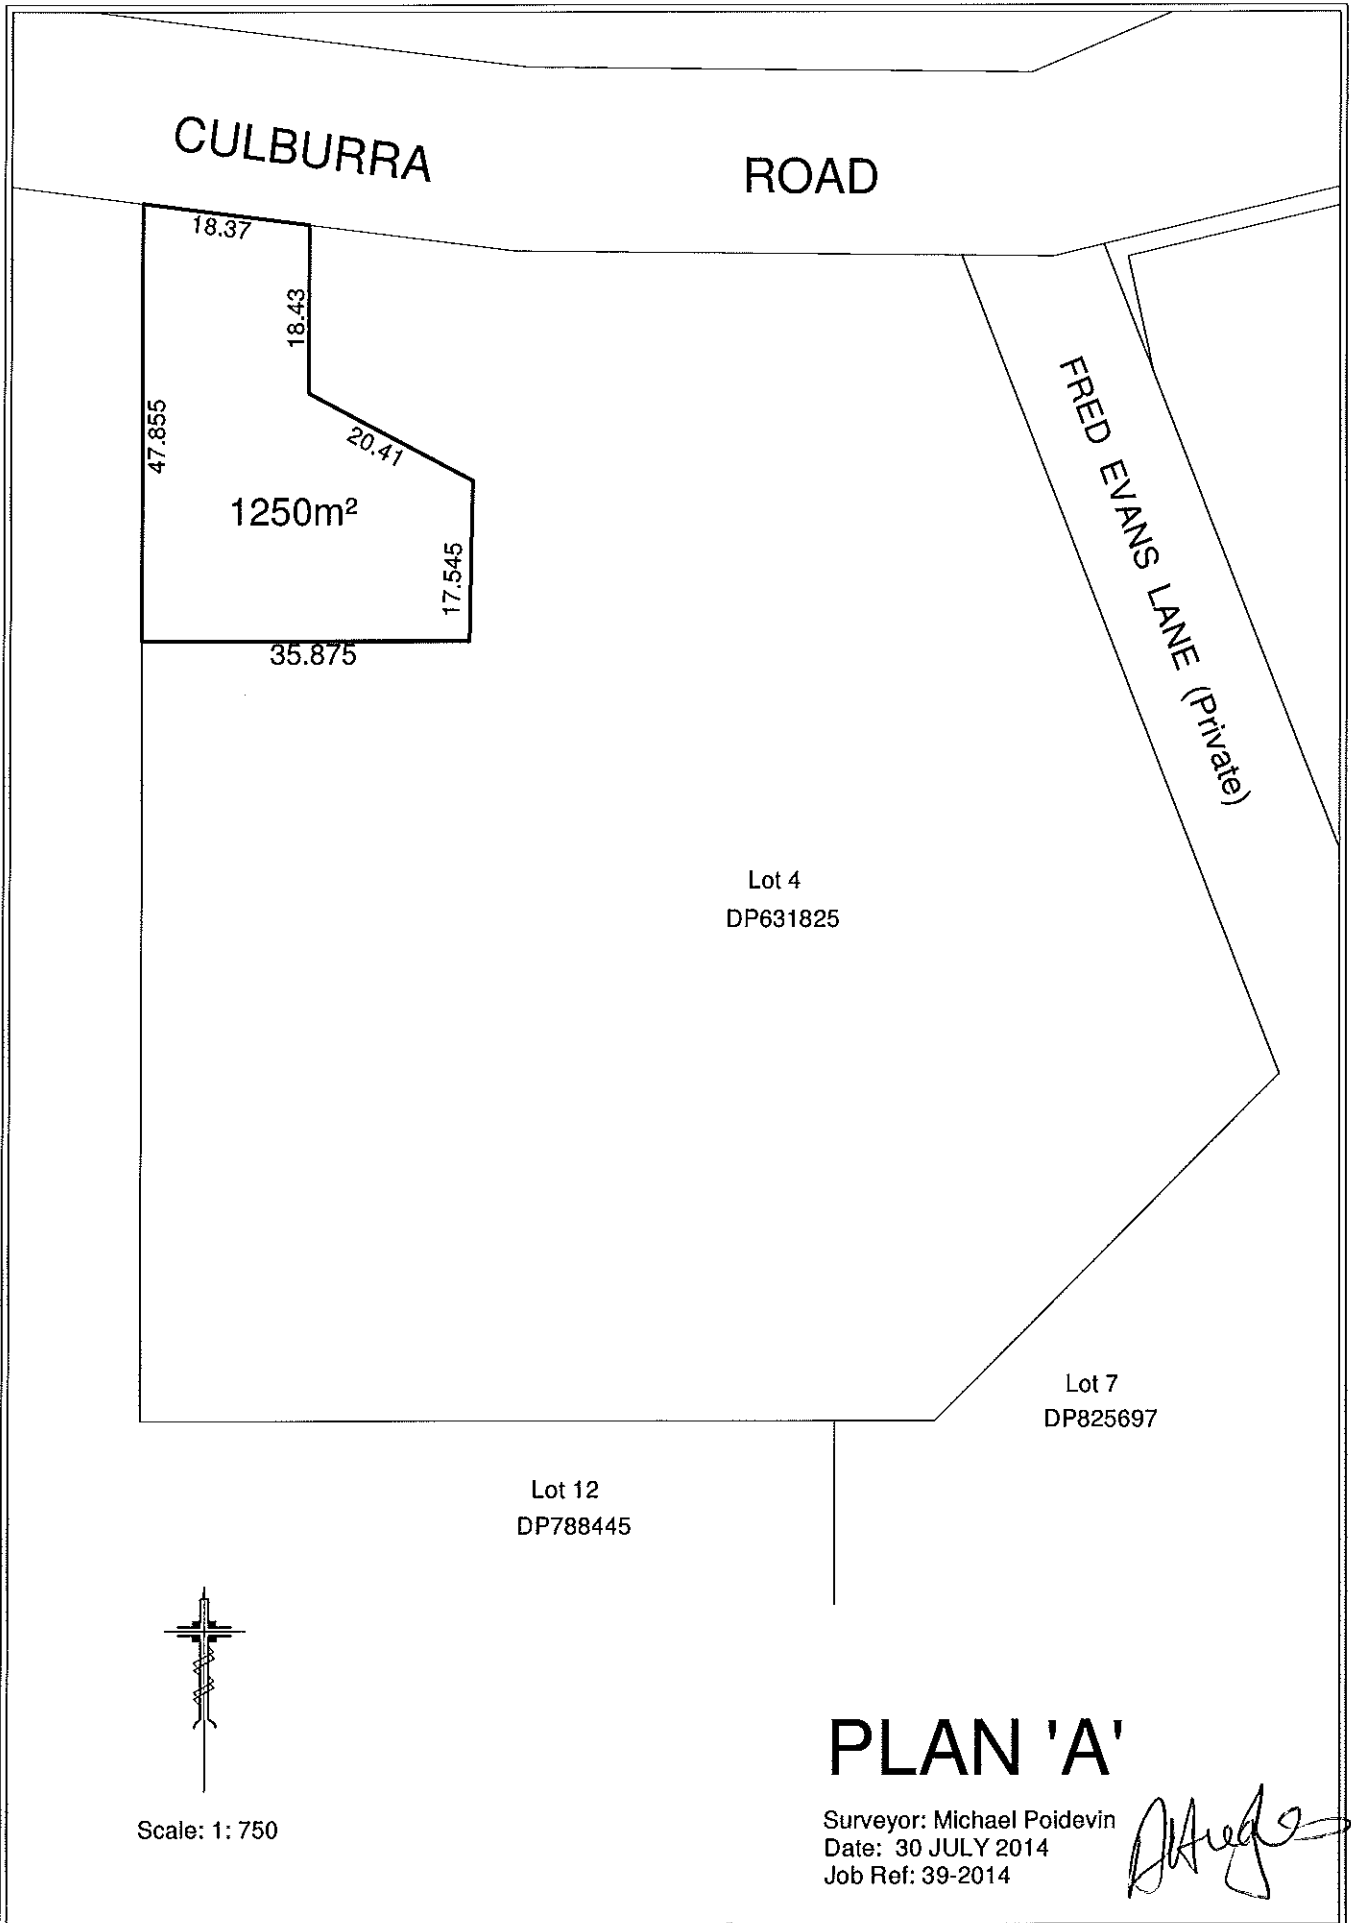 CULBURRA ROAD
18.37
18.43
47.855
20.41
1250m²
17.545
35.875
FRED EVANS LANE (Private)
Lot 4
DP631825
Lot 7
DP825697
Lot 12
DP788445
Scale: 1: 750
PLAN 'A'
Surveyor: Michael Poidevin
Date: 30 JULY 2014
Job Ref: 39-2014